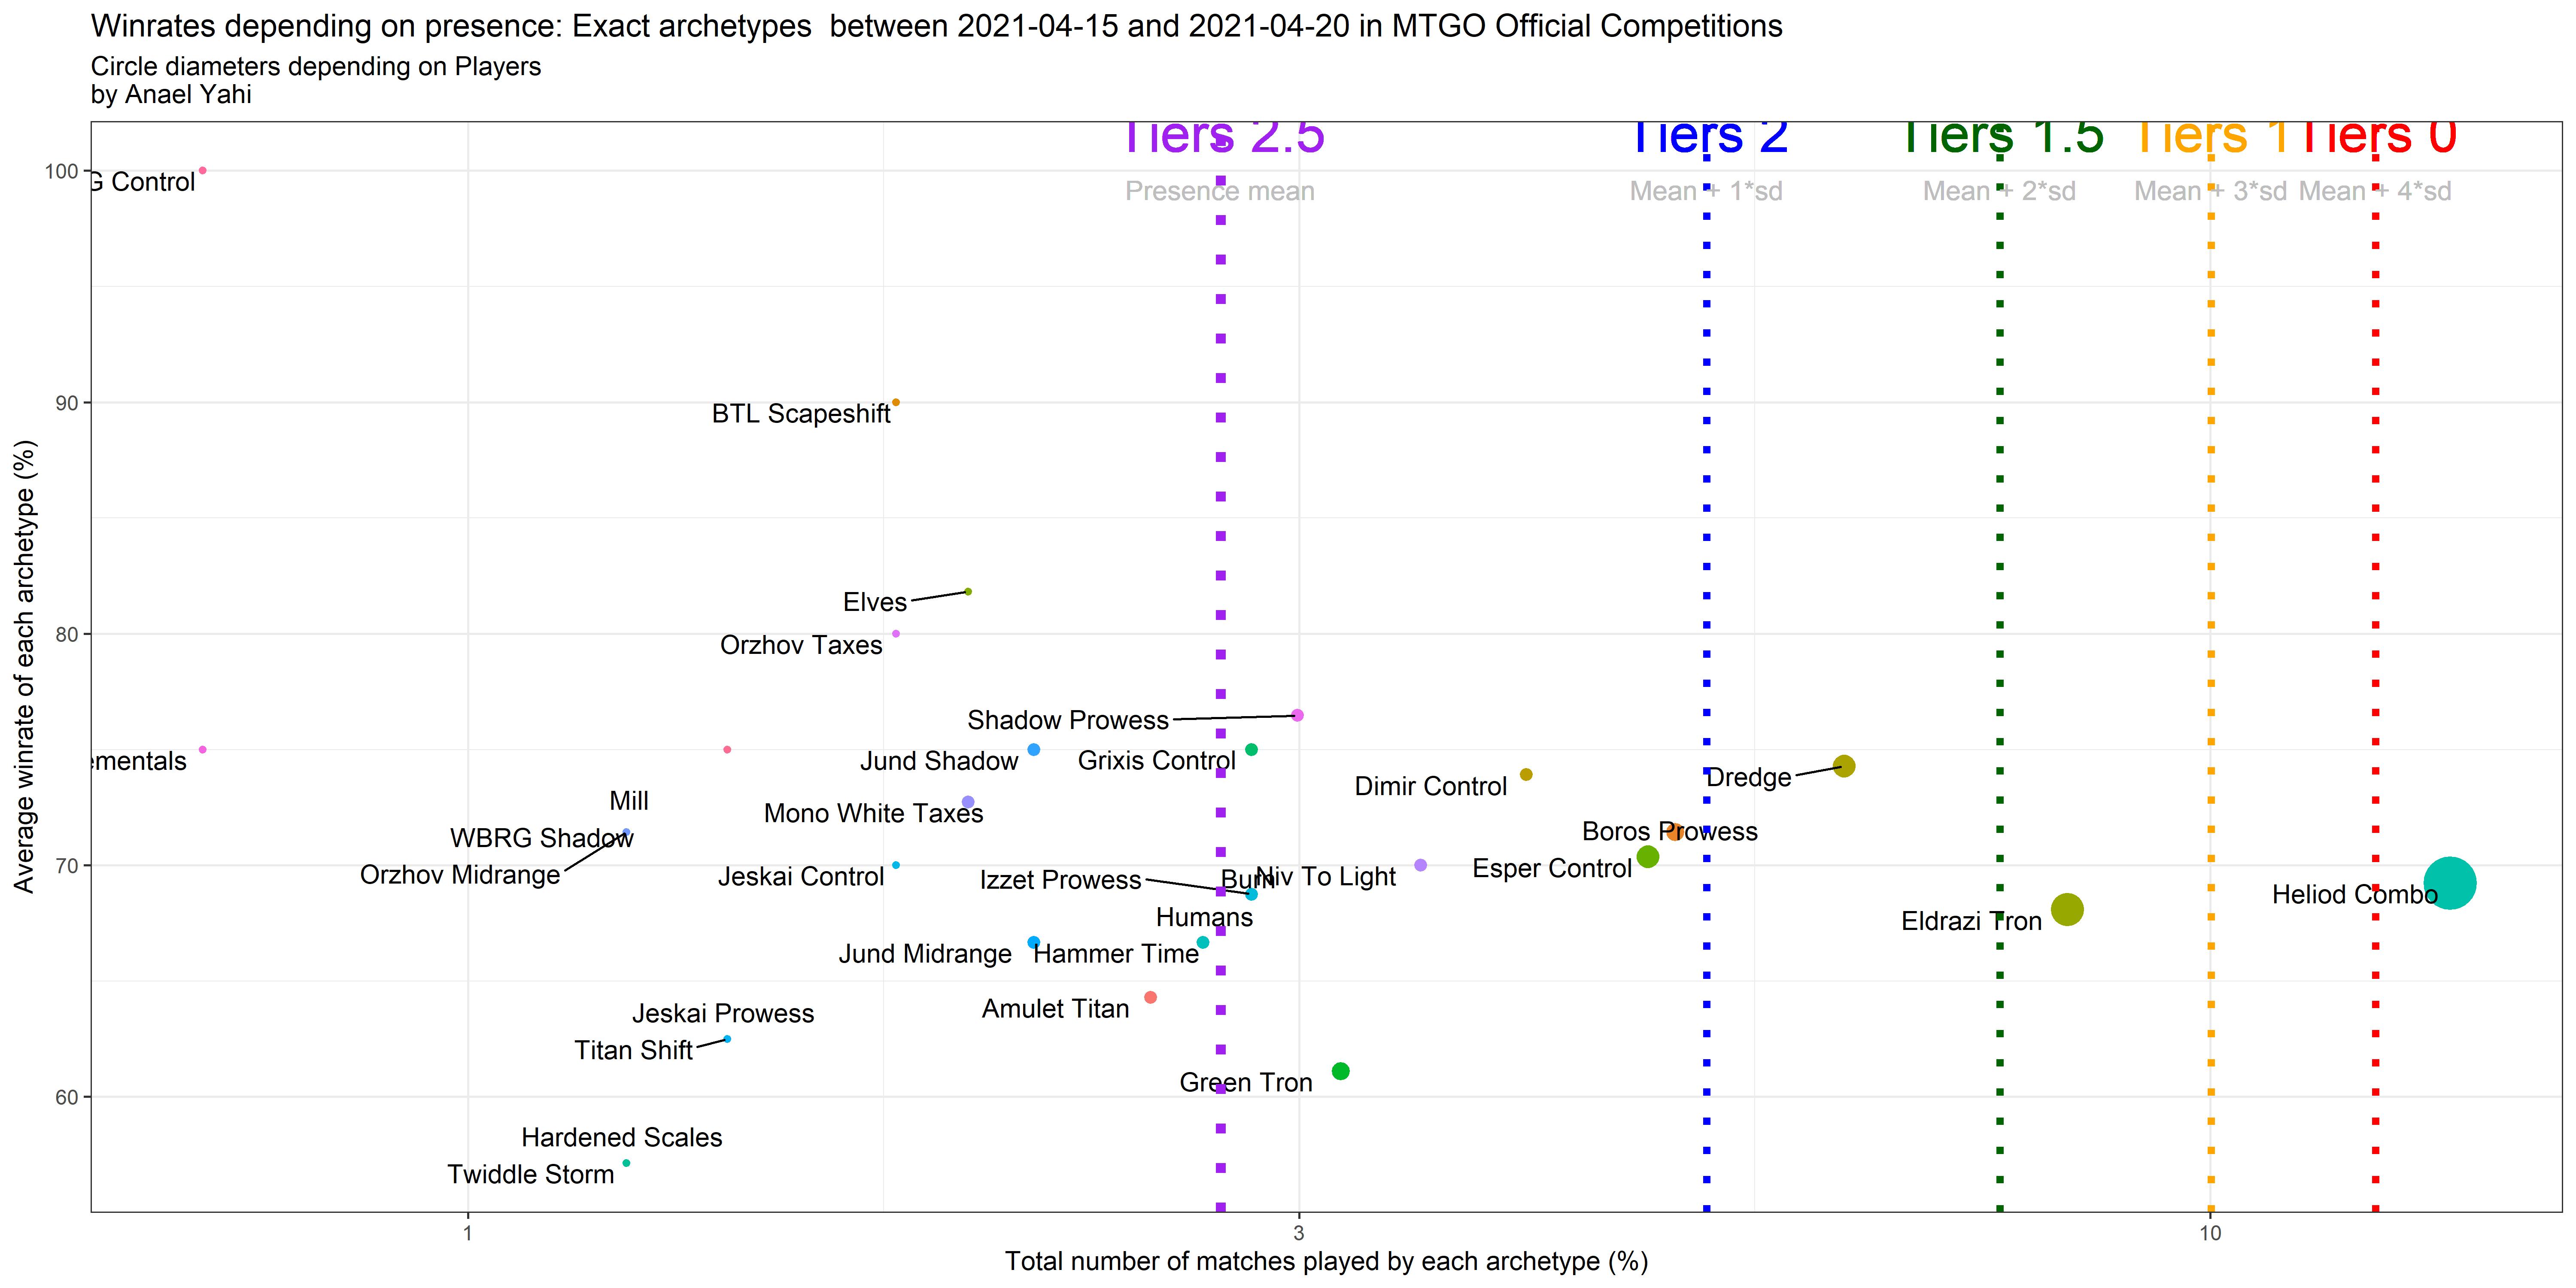 Winrates depending on presence: Exact archetypes  between 2021-04-15 and 2021-04-20 in MTGO Official Competitions
Circle diameters depending on Players
by Anael Yahi
Tiers 2.5
Tiers 2
Tiers 1.5
Tiers 1
Tiers 0
Presence mean
Mean + 1*sd
Mean + 2*sd
Mean + 3*sd
Mean + 4*sd
100
G Control
90
BTL Scapeshift
Elves
80
Orzhov Taxes
Shadow Prowess
ementals
Jund Shadow
Grixis Control
Dimir Control
Dredge
Mill
Mono White Taxes
WBRG Shadow
Boros Prowess
70
Orzhov Midrange
Jeskai Control
Izzet Prowess
Burn
Niv To Light
Esper Control
Heliod Combo
Humans
Eldrazi Tron
Jund Midrange
Hammer Time
Amulet Titan
Jeskai Prowess
Titan Shift
Green Tron
60
Hardened Scales
Twiddle Storm
1
3
10
Total number of matches played by each archetype (%)
Average winrate of each archetype (%)